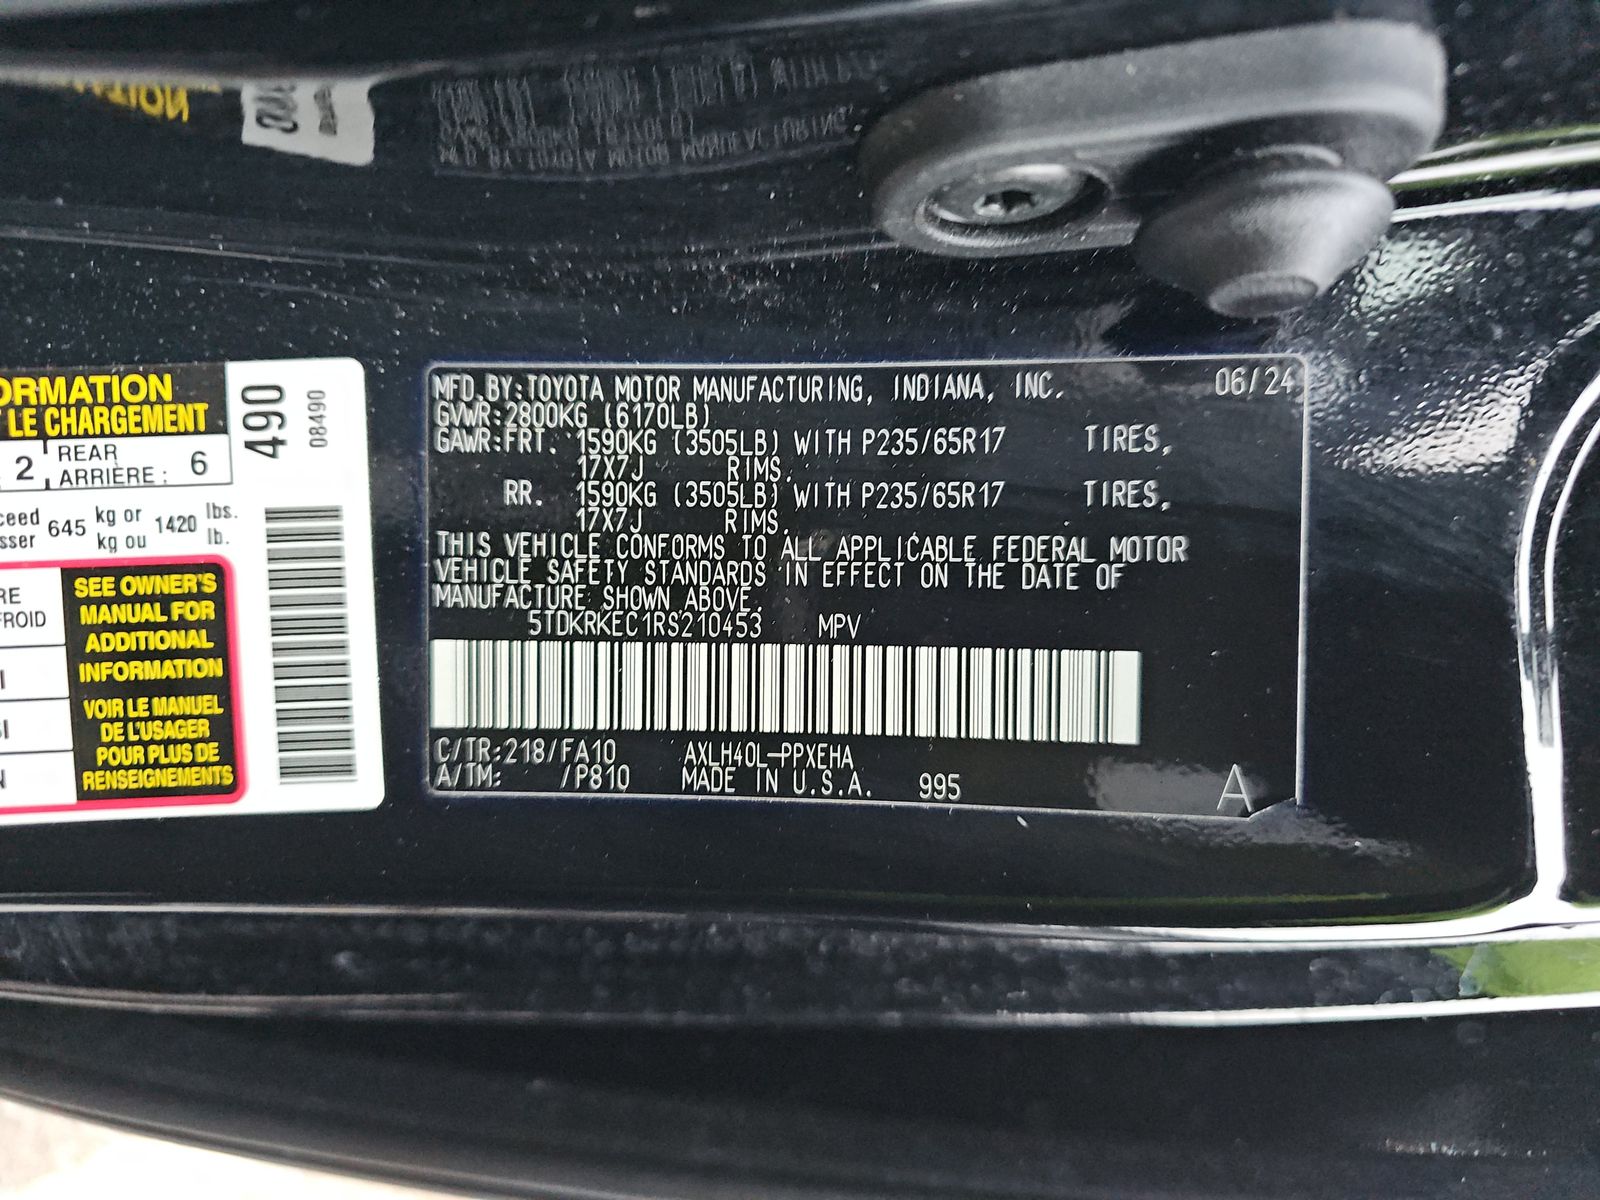 ORMATION
T LE CHARGEMENT
2 REAR
ARRIÈRE : 6
ceed 645 kg or 1420 lbs.
sser kg ou lb.
RE
FROID
SEE OWNER'S
MANUAL FOR
ADDITIONAL
INFORMATION
VOIR LE MANUEL
DE L'USAGER
POUR PLUS DE
RENSEIGNEMENTS
490
08490
MFD.BY:TOYOTA MOTOR MANUFACTURING, INDIANA, INC. 06/24
GVWR:2800KG (6170LB)
GAWR:FRT. 1590KG (3505LB) WITH P235/65R17 TIRES,
17X7J RIMS.
RR. 1590KG (3505LB) WITH P235/65R17 TIRES,
17X7J RIMS.
THIS VEHICLE CONFORMS TO ALL APPLICABLE FEDERAL MOTOR
VEHICLE SAFETY STANDARDS IN EFFECT ON THE DATE OF
MANUFACTURE SHOWN ABOVE.
5TDKRKEC1RS210453 MPV
C/TR:218/FA10 AXLH40L-PPXEHA
A/TM: /P810 MADE IN U.S.A. 995
A